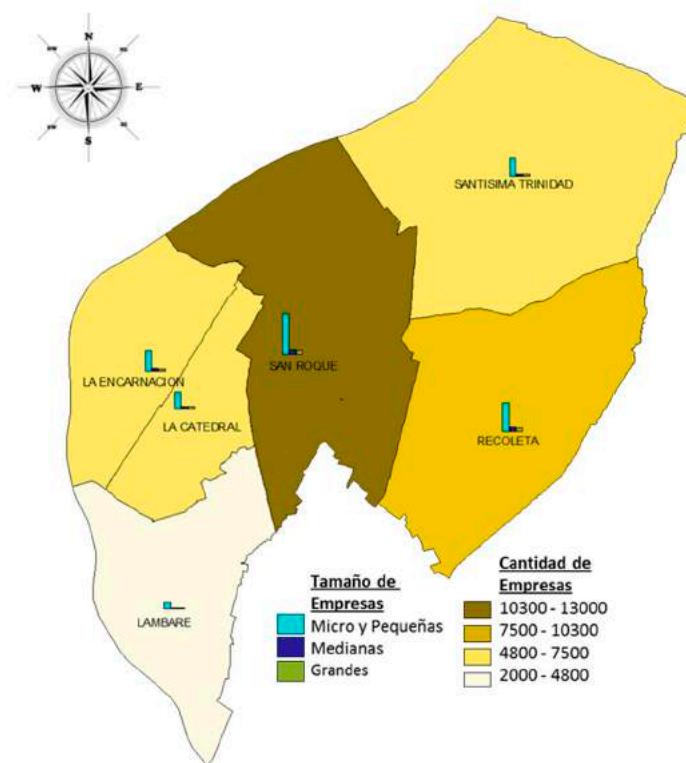 N
W
E
S
SANTISIMA TRINIDAD
SAN ROQUE
LA ENCARNACION
LA CATEDRAL
RECOLETA
LAMBARE
Tamaño de
Empresas
Micro y Pequeñas
Medianas
Grandes
Cantidad de
Empresas
10300 - 13000
7500 - 10300
4800 - 7500
2000 - 4800